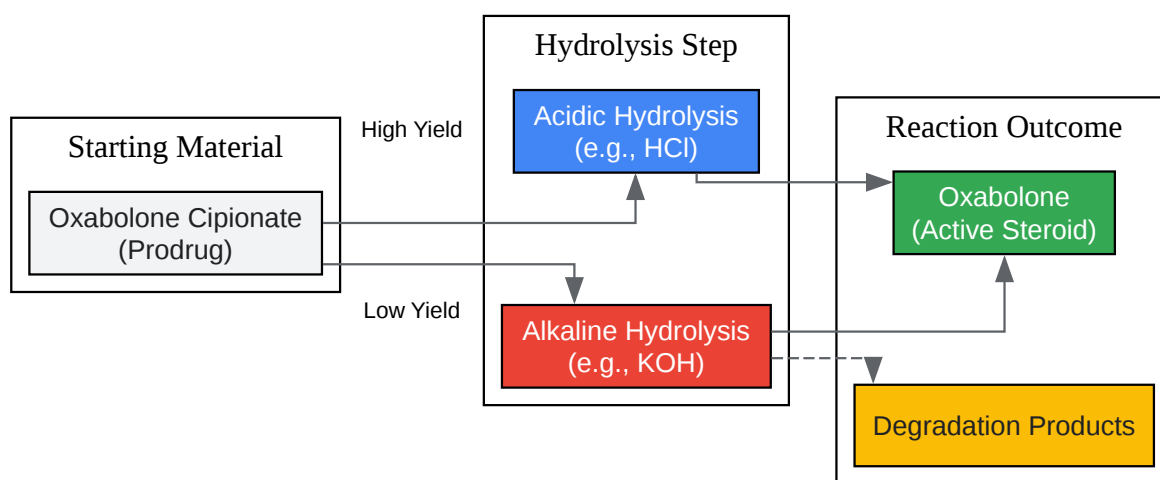 Starting Material
Oxabolone Cipionate
(Prodrug)
High Yield
Low Yield
Hydrolysis Step
Acidic Hydrolysis
(e.g., HCl)
Alkaline Hydrolysis
(e.g., KOH)
Reaction Outcome
Oxabolone
(Active Steroid)
Degradation Products